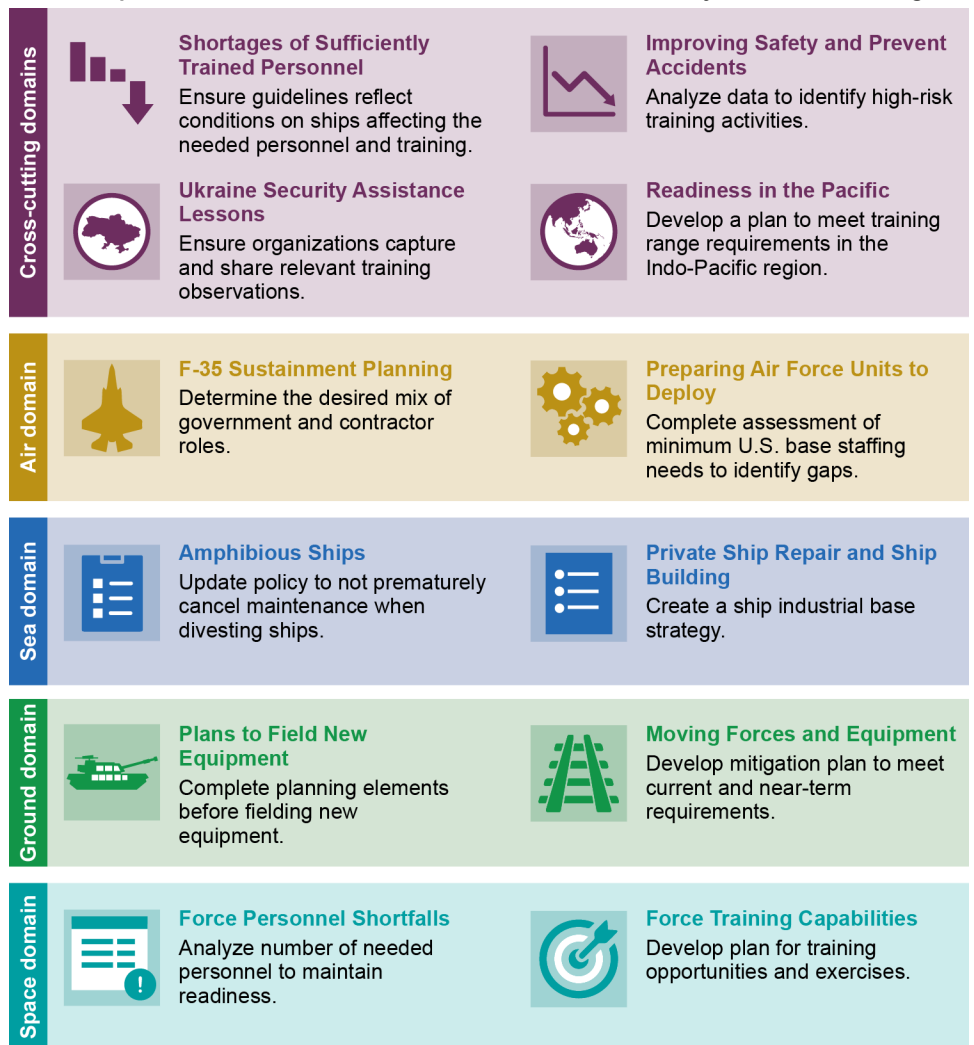 Cross-cutting domains
Shortages of Sufficiently
Trained Personnel
Ensure guidelines reflect
conditions on ships affecting the
needed personnel and training.
Improving Safety and Prevent
Accidents
Analyze data to identify high-risk
training activities.
Ukraine Security Assistance
Lessons
Ensure organizations capture
and share relevant training
observations.
Readiness in the Pacific
Develop a plan to meet training
range requirements in the
Indo-Pacific region.
Air domain
F-35 Sustainment Planning
Determine the desired mix of
government and contractor
roles.
Preparing Air Force Units to
Deploy
Complete assessment of
minimum U.S. base staffing
needs to identify gaps.
Sea domain
Amphibious Ships
Update policy to not prematurely
cancel maintenance when
divesting ships.
Private Ship Repair and Ship
Building
Create a ship industrial base
strategy.
Ground domain
Plans to Field New
Equipment
Complete planning elements
before fielding new
equipment.
Moving Forces and Equipment
Develop mitigation plan to meet
current and near-term
requirements.
Space domain
!
Force Personnel Shortfalls
Analyze number of needed
personnel to maintain
readiness.
Force Training Capabilities
Develop plan for training
opportunities and exercises.